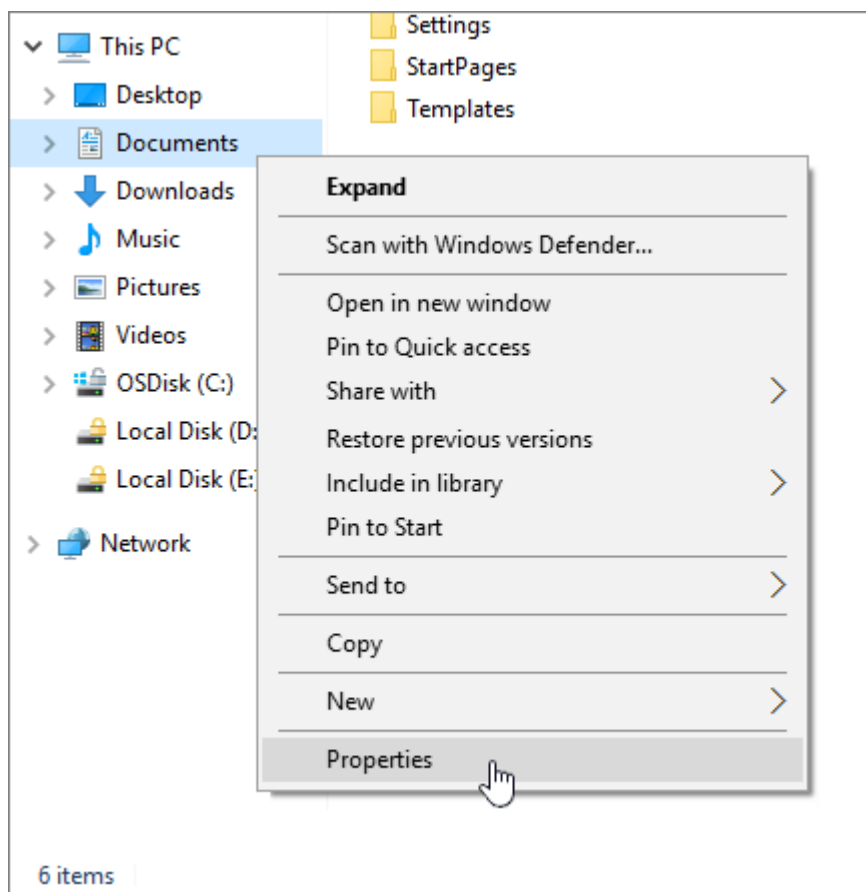 This PC
Desktop
Documents
Downloads
Music
Pictures
Videos
OSDisk (C:)
Local Disk (D:
Local Disk (E:
Network
Settings
StartPages
Templates
Expand
Scan with Windows Defender...
Open in new window
Pin to Quick access
Share with
Restore previous versions
Include in library
Pin to Start
Send to
Copy
New
Properties
6 items